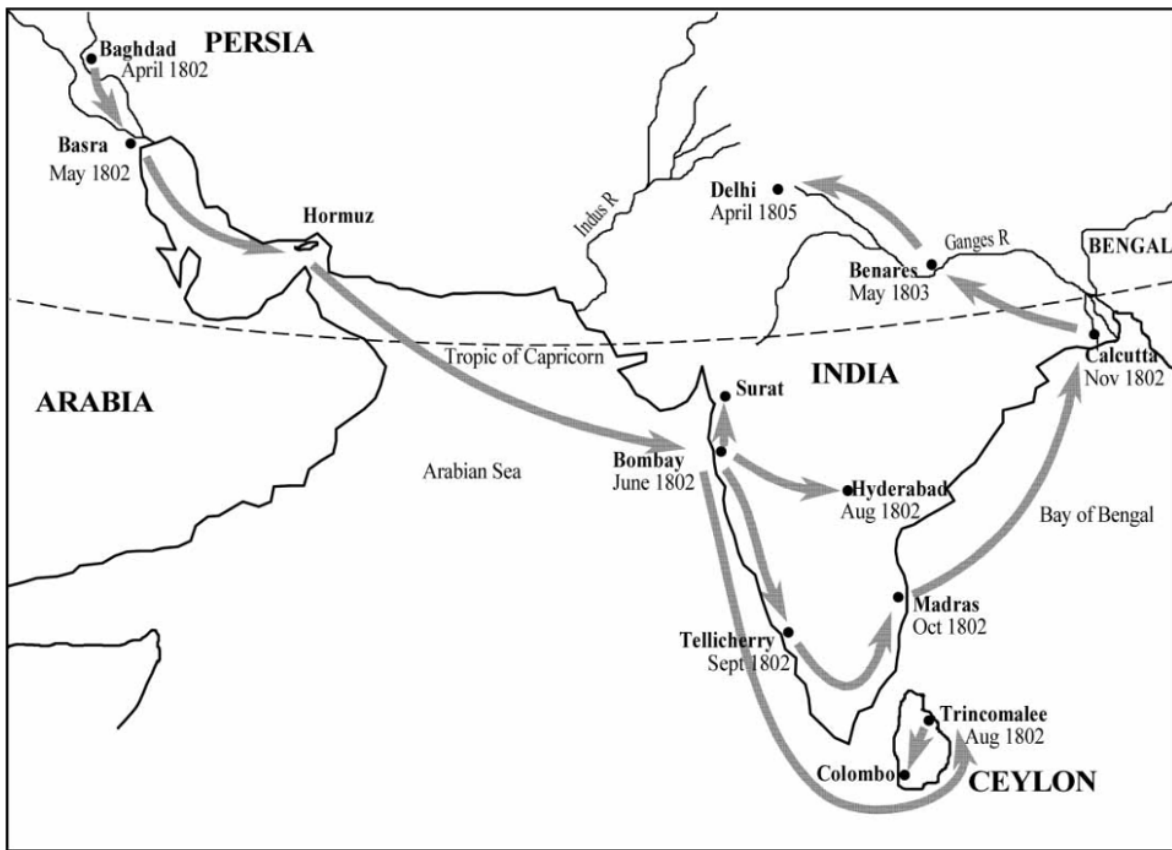 Baghdad
April 1802
PERSIA
Basra
May 1802
Hormuz
Indus R
Delhi
April 1805
Ganges R
BENGAL
Benares
May 1803
Tropic of Capricorn
Calcutta
Nov 1802
ARABIA
INDIA
Surat
Arabian Sea
Bombay
June 1802
Hyderabad
Aug 1802
Bay of Bengal
Madras
Oct 1802
Tellicherry
Sept 1802
Trincomalee
Aug 1802
Colombo
CEYLON